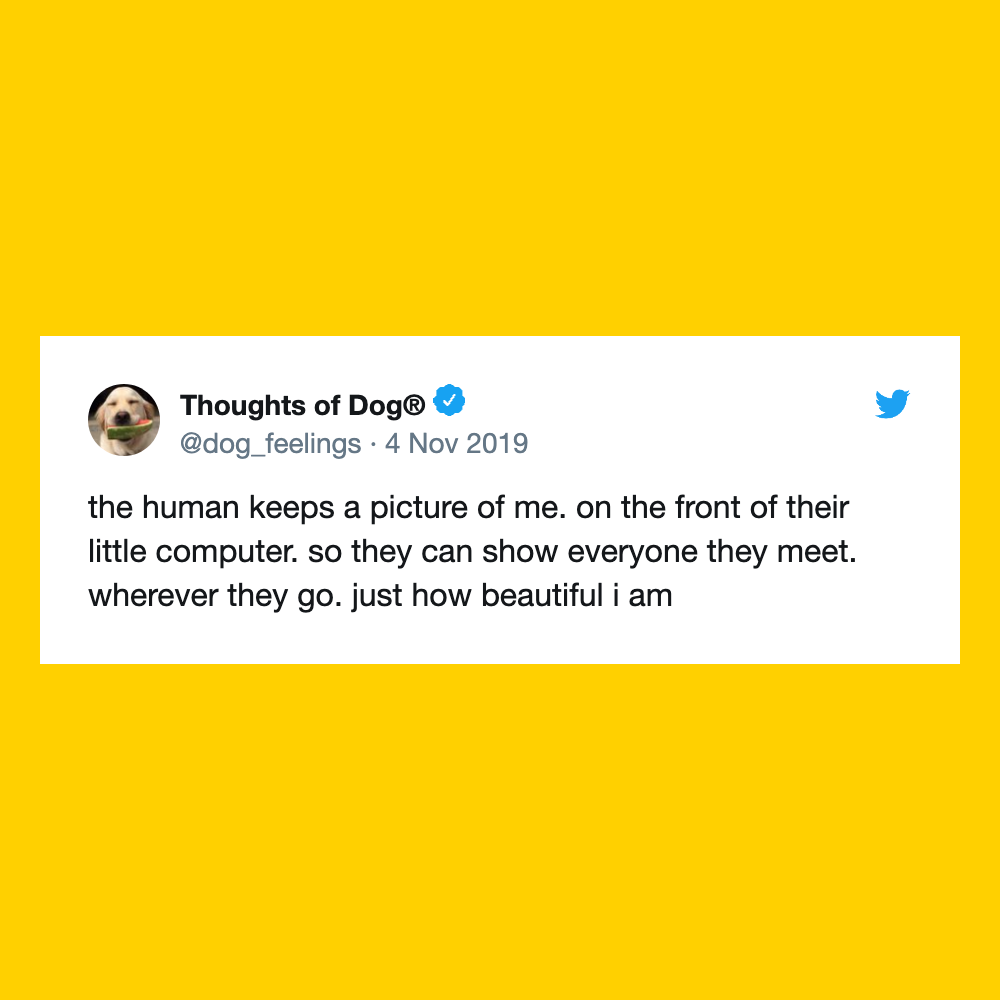 Thoughts of Dog®
@dog_feelings · 4 Nov 2019
the human keeps a picture of me. on the front of their
little computer. so they can show everyone they meet.
wherever they go. just how beautiful i am